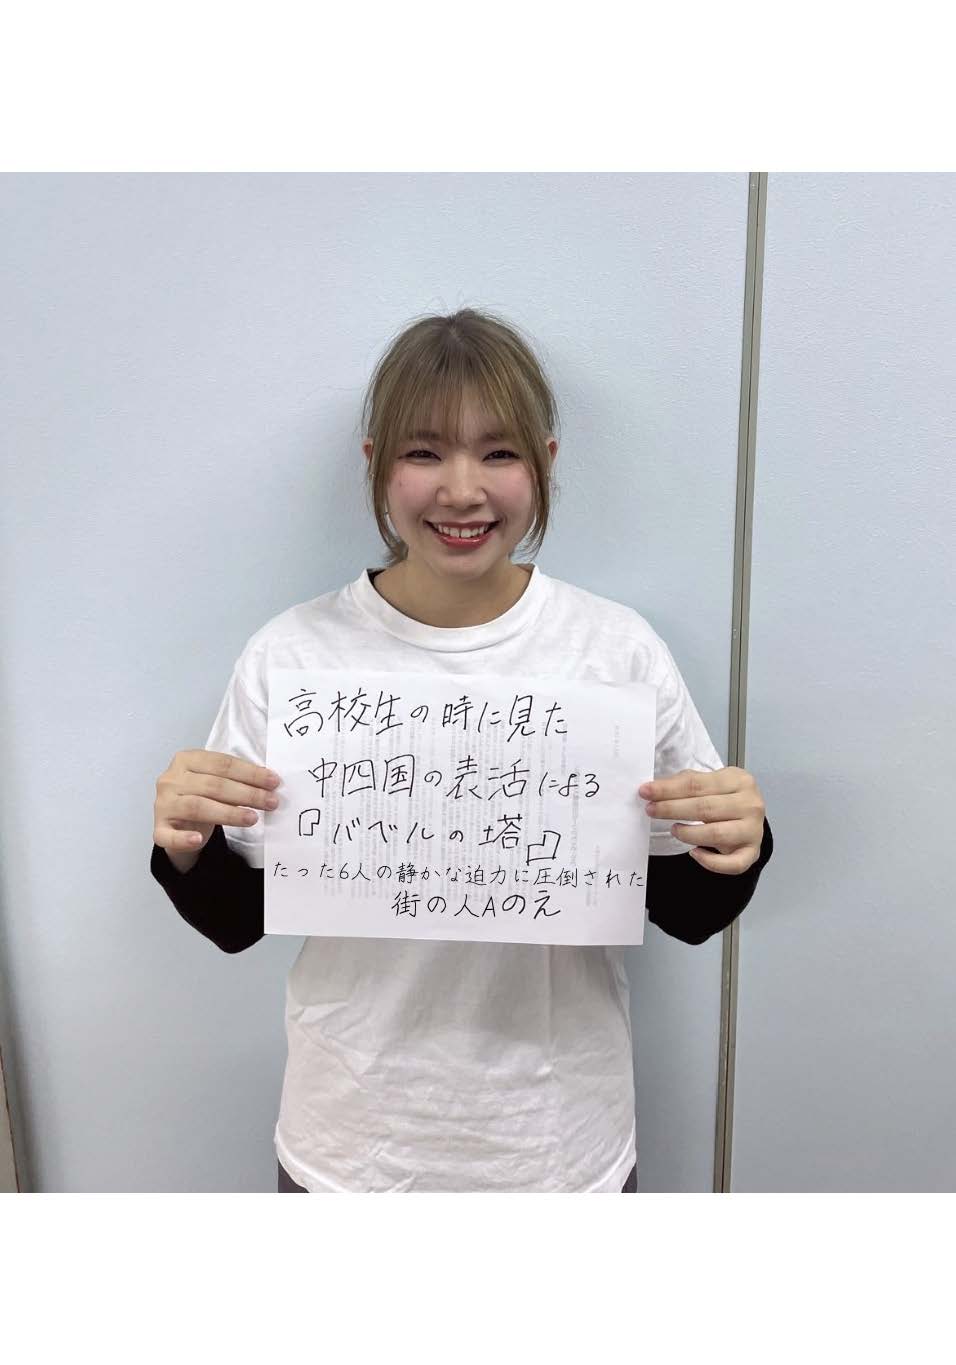 高校生の時に見た
中四国の表活による
『バベルの塔』
たった6人の静かな迫力に圧倒された
街の人Aのえ